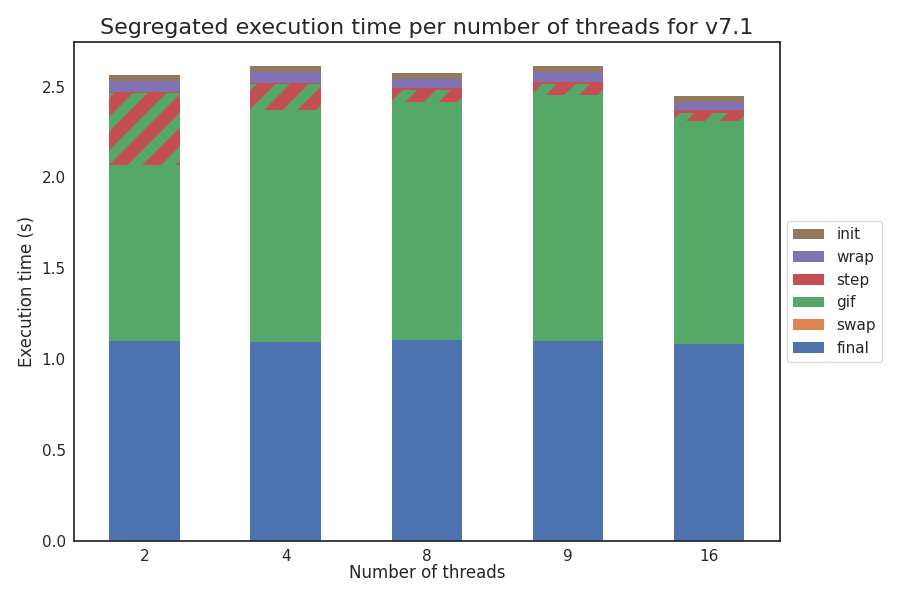 Segregated execution time per number of threads for v7.1
Execution time (s)
2.5
2.0
1.5
1.0
0.5
0.0
2 4 8 9 16
Number of threads
init
wrap
step
gif
swap
final